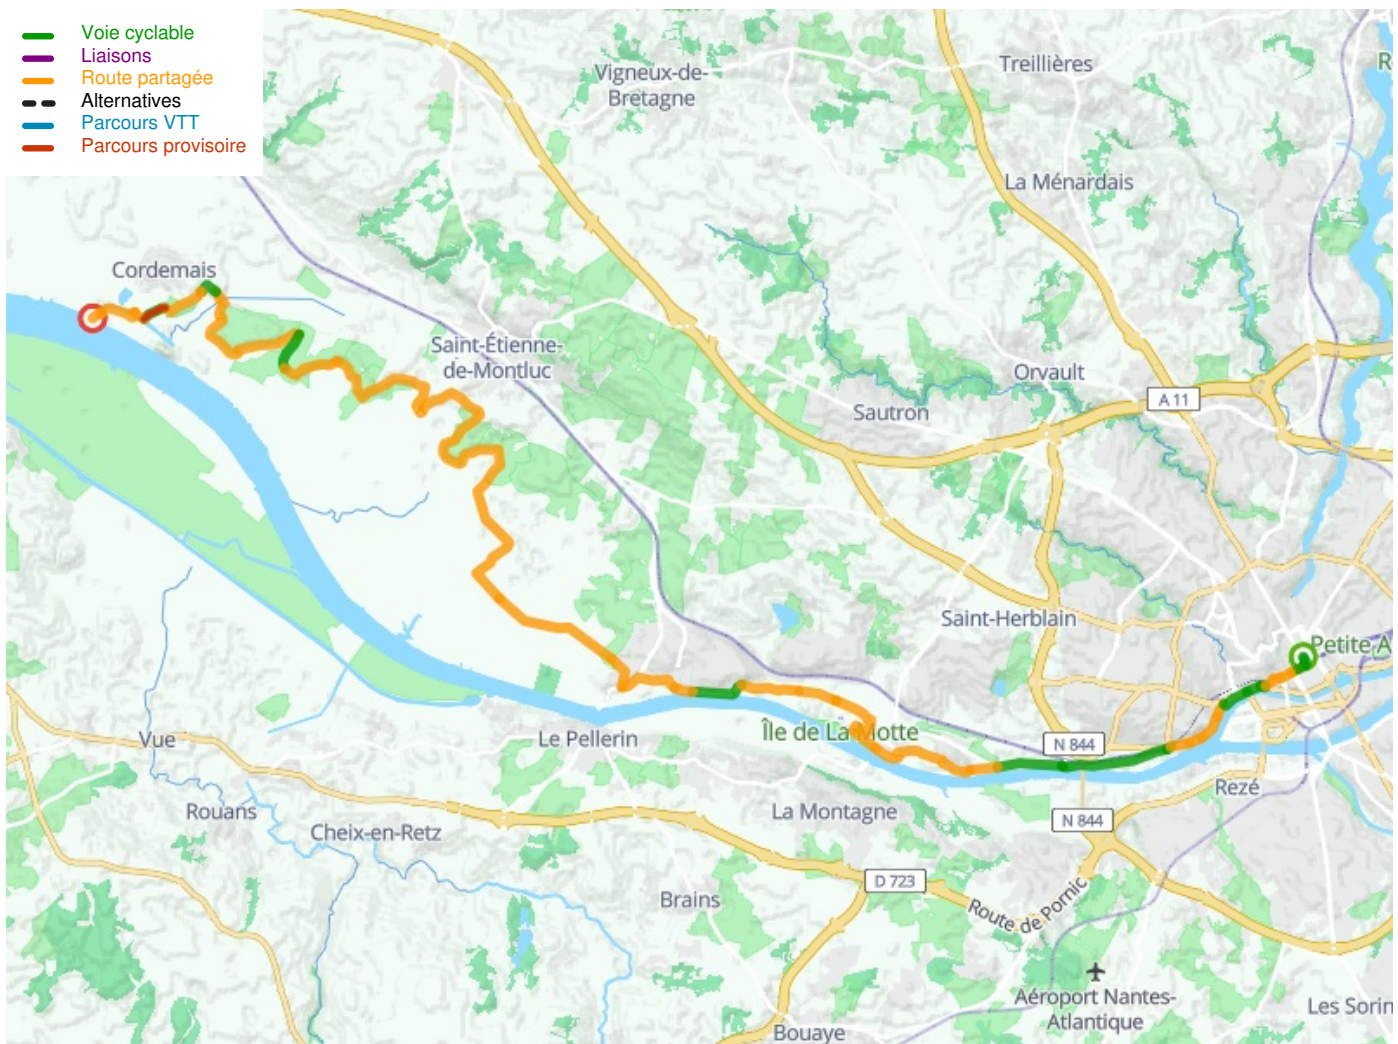 Voie cyclable
Liaisons
Route partagée
Alternatives
Parcours VTT
Parcours provisoire
Vigneux-de-
Bretagne
Treillières
R
La Ménardais
Cordemais
Saint-Étienne-
de-Montluc
Orvault
A 11
Sautron
Saint-Herblain
Petite A
Île de La Motte
Le Pellerin
Vue
N 844
Rezé
Rouans
La Montagne
N 844
Cheix-en-Retz
D 723
Brains
Route de Pornic
Aéroport Nantes-
Atlantique
Les Sorin
Bouaye